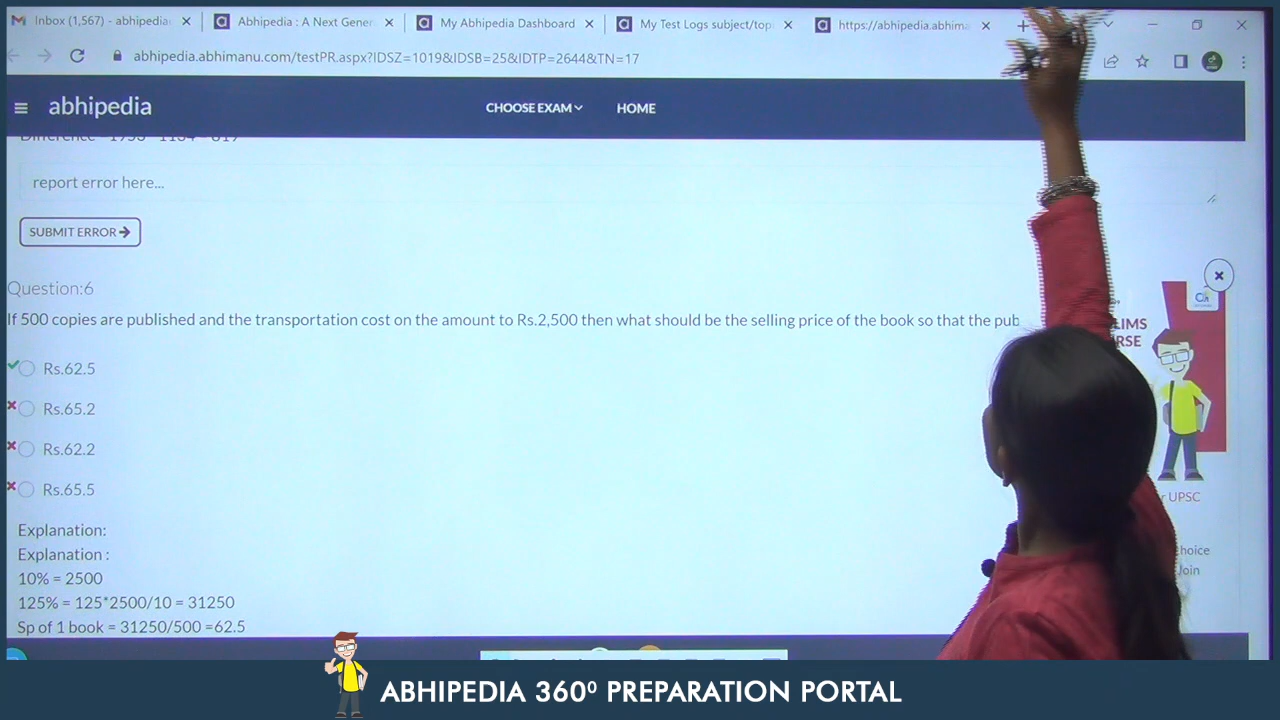 Inbox (1,567) - abhipedia
Abhipedia : A Next Gener
My Abhipedia Dashboard
My Test Logs subject/top
https://abhipedia.abhima
abhipedia.abhimanu.com/testPR.aspx?IDSZ=1019&IDSB=25&IDTP=2644&TN=17
abhipedia
CHOOSE EXAM
HOME
report error here...
SUBMIT ERROR
Question:6
If 500 copies are published and the transportation cost on the amount to Rs.2,500 then what should be the selling price of the book so that the pub
Rs.62.5
Rs.65.2
Rs.62.2
Rs.65.5
Explanation:
Explanation :
10% = 2500
125% = 125*2500/10 = 31250
Sp of 1 book = 31250/500 =62.5
UPSC
Join
ABHIPEDIA 360⁰ PREPARATION PORTAL